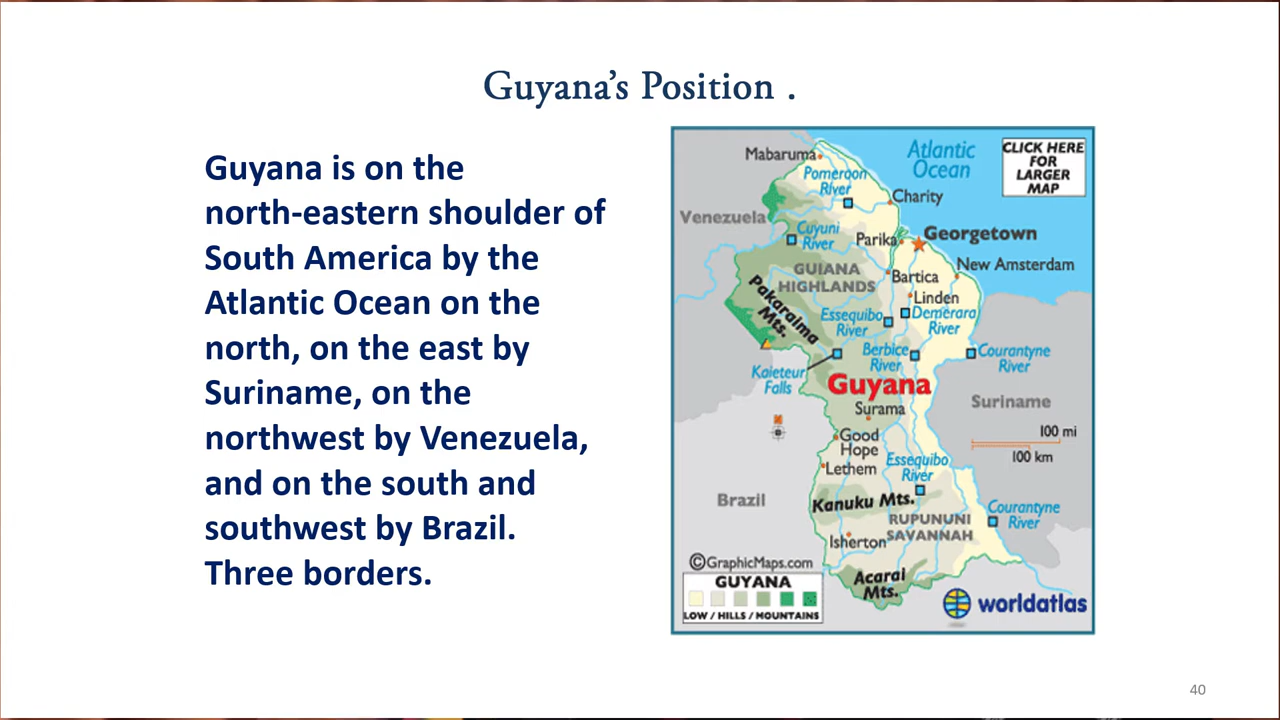 Guyana's Position .
Guyana is on the
north-eastern shoulder of
South America by the
Atlantic Ocean on the
north, on the east by
Suriname, on the
northwest by Venezuela,
and on the south and
southwest by Brazil.
Three borders.
Mabaruma
Atlantic
Ocean
CLICK HERE
FOR
LARGER
MAP
Pomeroon
River
Charity
Venezuela
Cuyuni
River
Parika
Georgetown
GUIANA
HIGHLANDS
Bartica
New Amsterdam
Pakaraima
Mts.
Linden
Essequibo
River
Demerara
River
Berbice
River
Courantyne
River
Kaieteur
Falls
Guyana
Surama
Suriname
Good
Hope
100 mi
100 km
Lethem
Essequibo
River
Brazil
Kanuku Mts.
RUPUNUNI
SAVANNAH
Courantyne
River
Isherton
©GraphicMaps.com
Acarai
Mts.
GUYANA
LOW / HILLS / MOUNTAINS
worldatlas
40